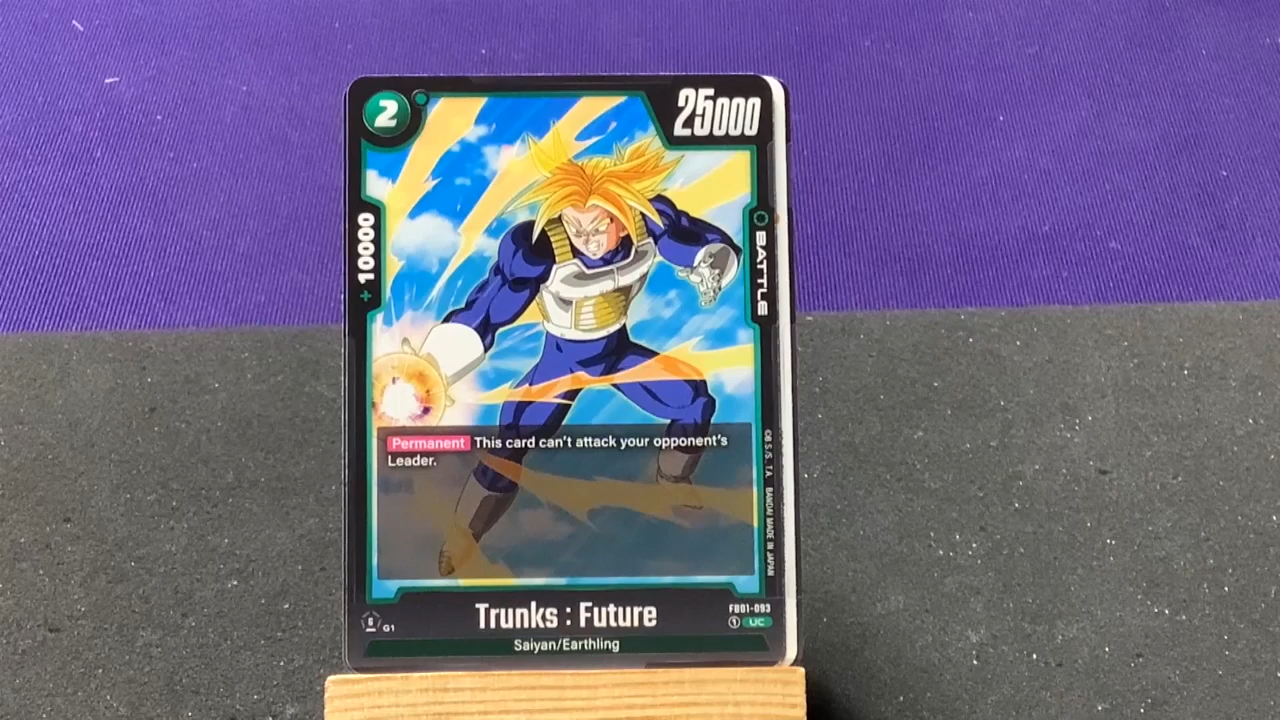 2
25000
+ 10000
BATTLE
Permanent This card can't attack your opponent's
Leader.
©B.S./S., T.A. BANDAI MADE IN JAPAN
Trunks : Future
FB01-093
G G1
1 UC
Saiyan/Earthling